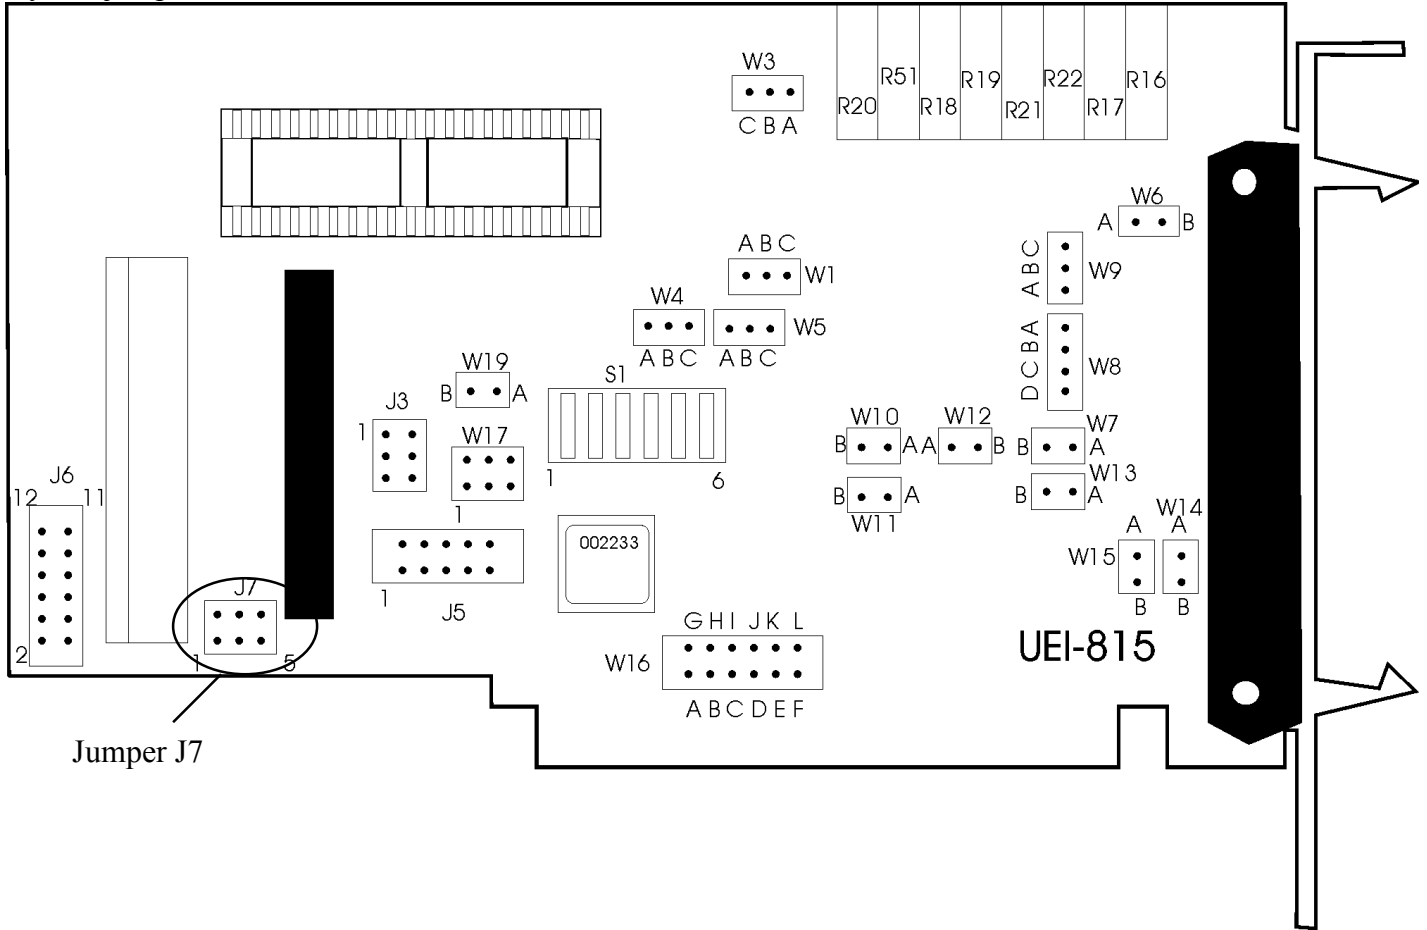 W3
C B A
R20 R51 R18 R19 R21 R22 R17 R16
W6
A B
A B C
W1
A B C W9
W4
W5
A B C A B C
D C B A W8
W19
B A
S1
J3
1
W17
1 6
1
W10
B A
W12
A B
W7
B A
W13
B A
B A
W11
J6
12 11
2
W14
A A
W15
B B
002233
J7
1 5
1
J5
G H I J K L
W16
A B C D E F
UEI-815
Jumper J7